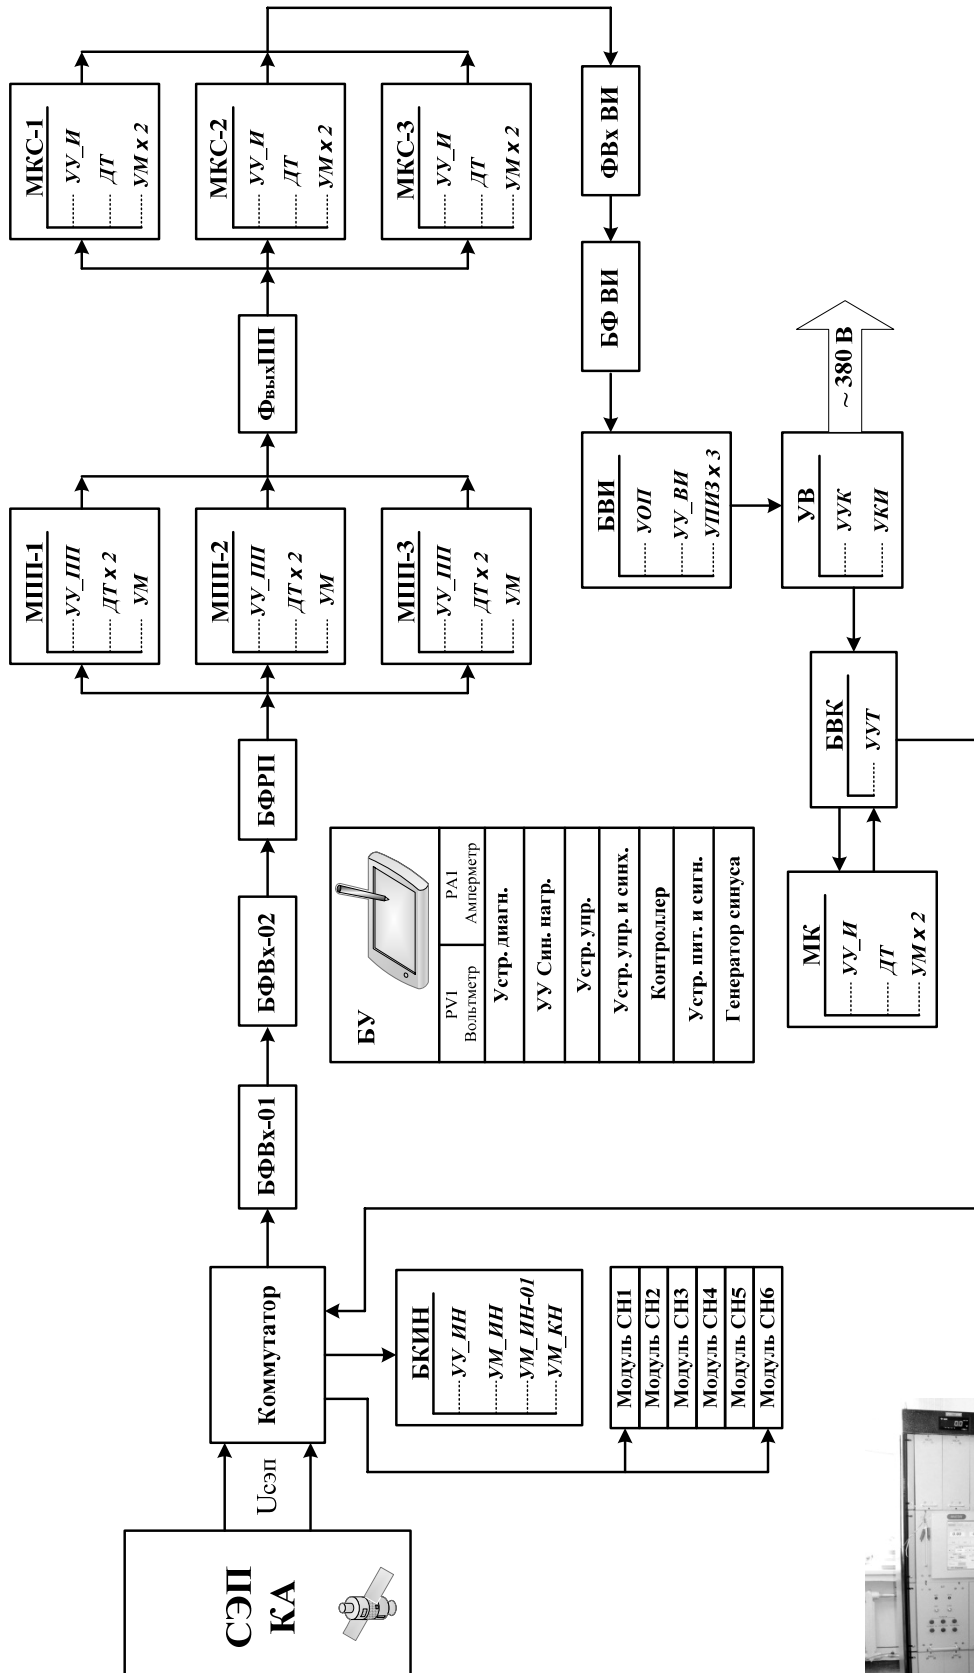 СЭП
КА
Uсэп
Коммутатор
БФВх-01
БФВх-02
БФРП
МПП-1
УУ_ПП
ДТ х 2
УМ
МПП-2
УУ_ПП
ДТ х 2
УМ
МПП-3
УУ_ПП
ДТ х 2
УМ
ФвыхПП
МКС-1
УУ_И
ДТ
УМ х 2
МКС-2
УУ_И
ДТ
УМ х 2
МКС-3
УУ_И
ДТ
УМ х 2
БКИН
УУ_ИН
УМ_ИН
УМ_ИН-01
УМ_КН
БУ
PV1
Вольтметр
PA1
Амперметр
Устр. диагн.
УУ Син. нагр.
Устр. упр.
Устр. упр. и синх.
Контроллер
Устр. пит. и сигн.
Генератор синуса
Модуль СН1
Модуль СН2
Модуль СН3
Модуль СН4
Модуль СН5
Модуль СН6
ФВх ВИ
БФ ВИ
БВИ
УОП
УУ_ВИ
УПИЗ х 3
УВ
УУК
УКИ
~ 380 В
БВК
УУТ
МК
УУ_И
ДТ
УМ х 2